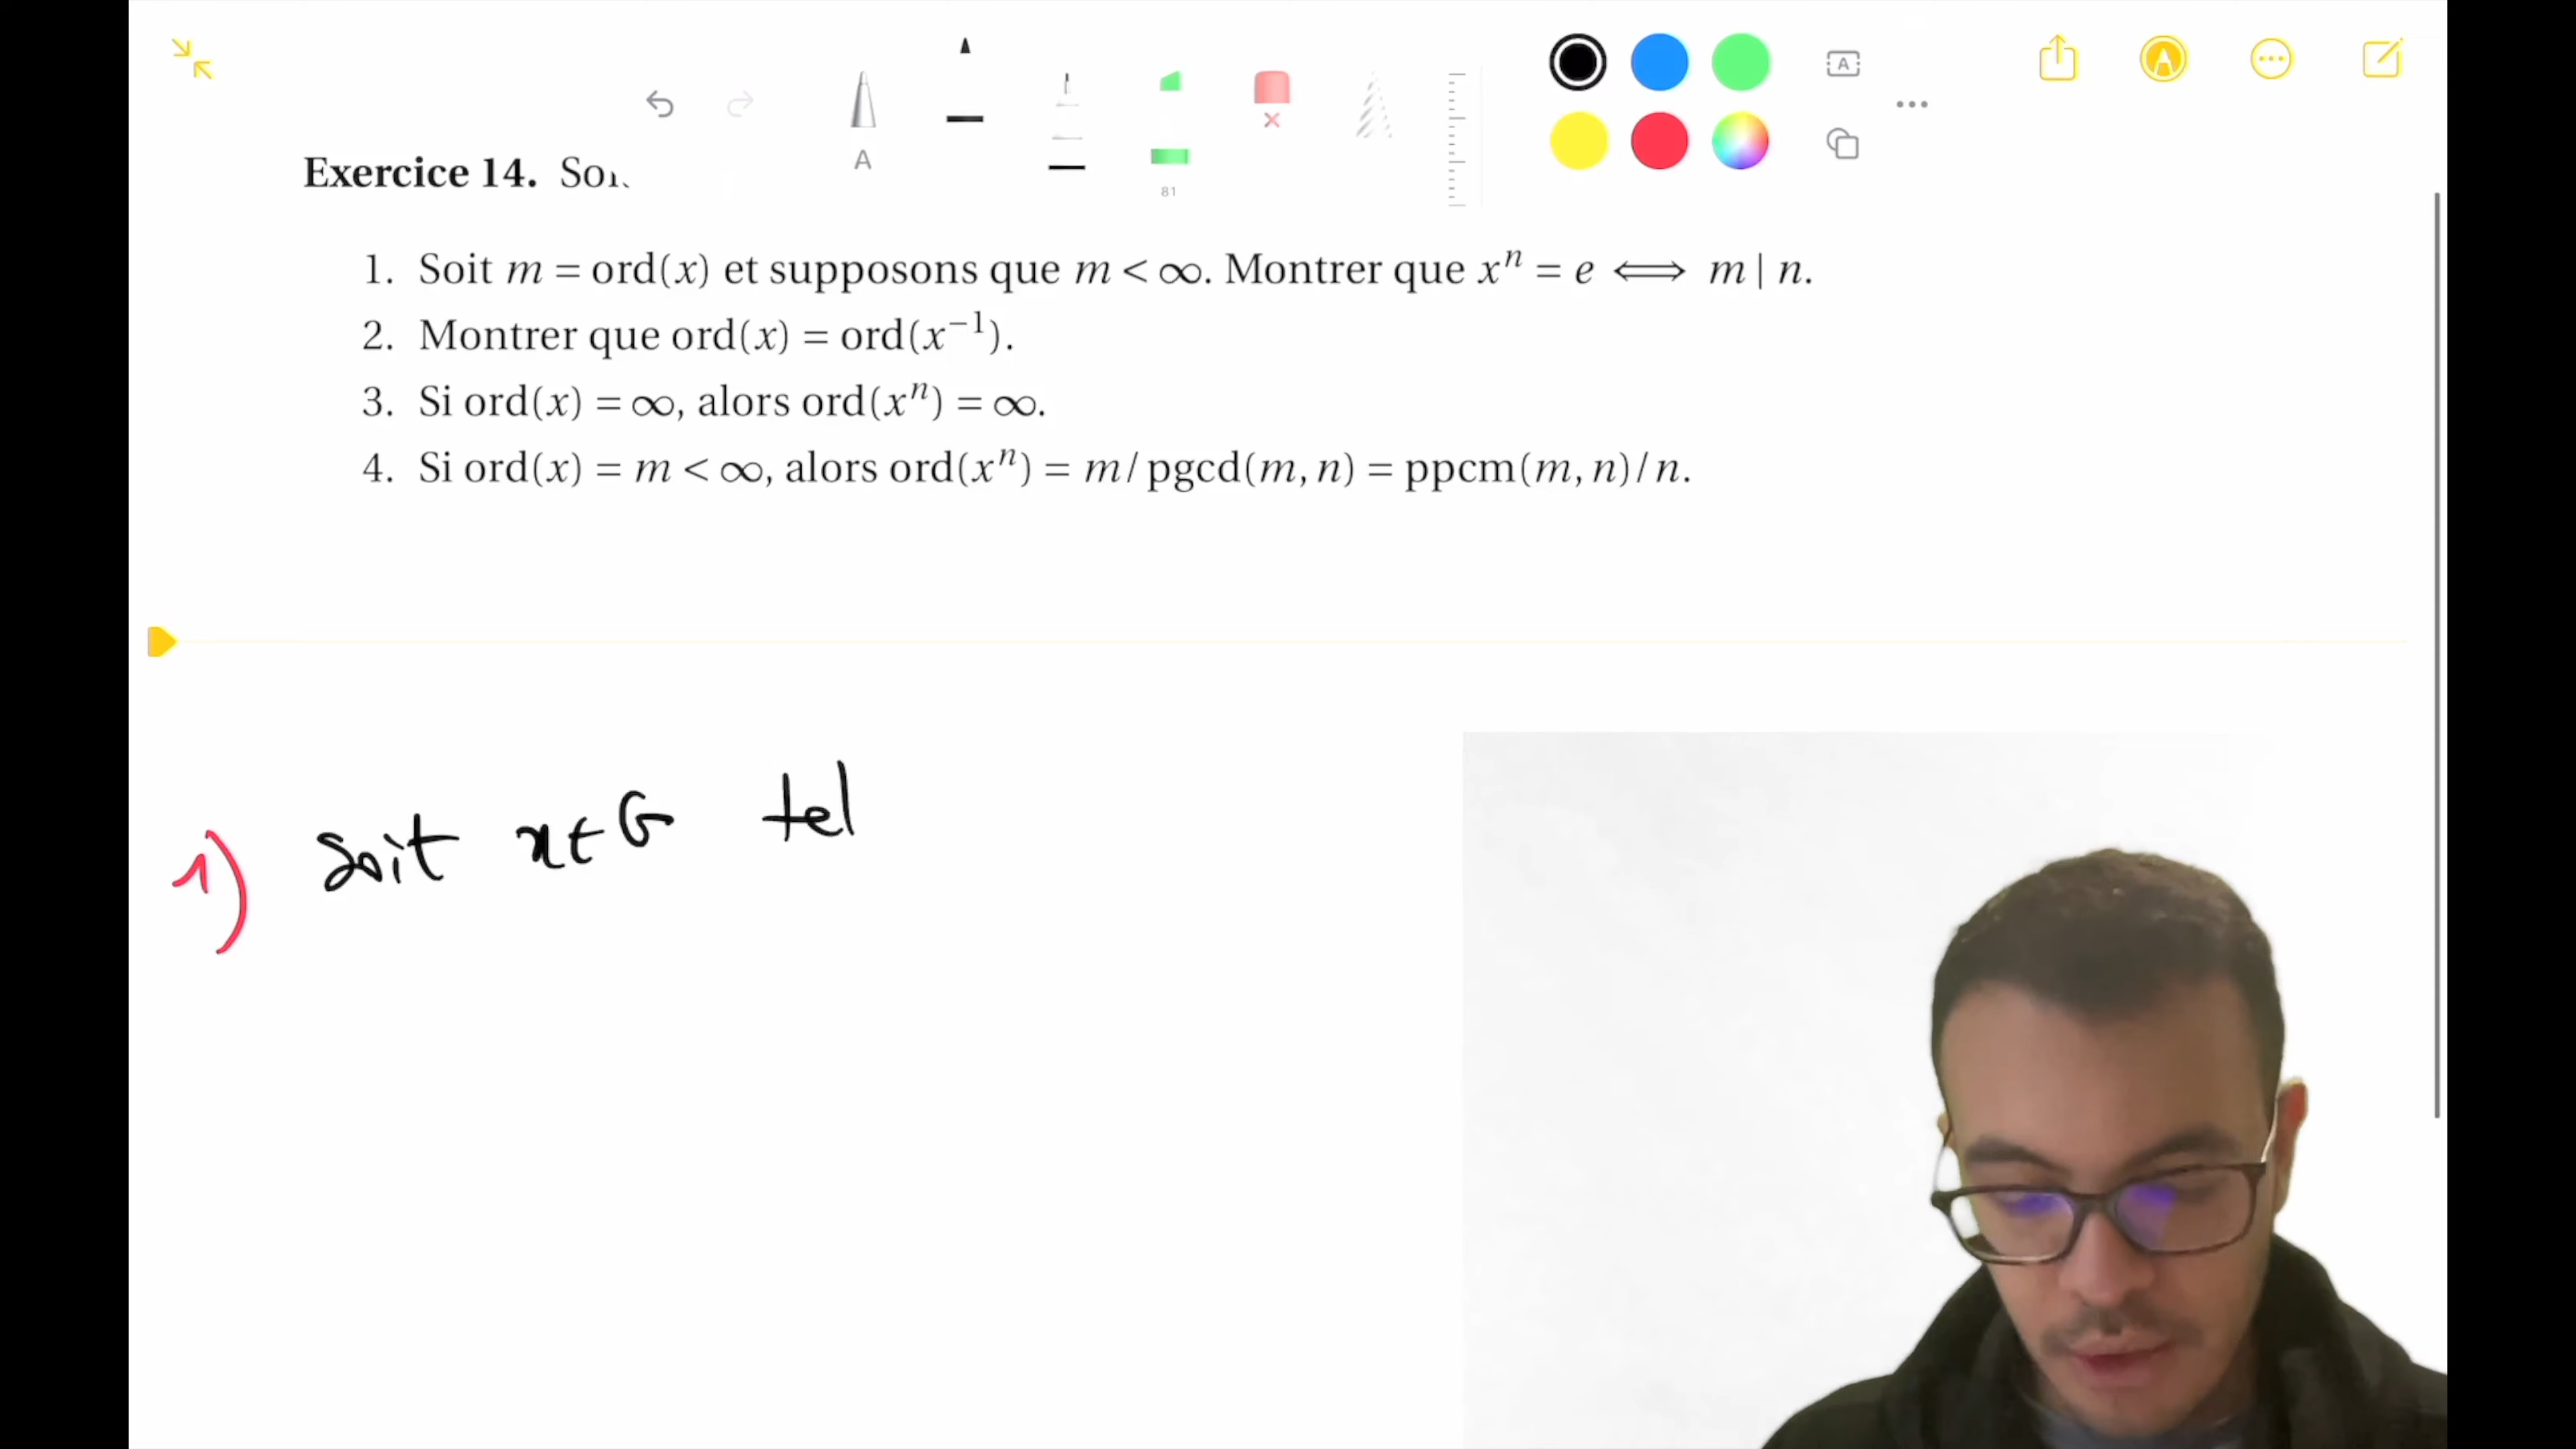 A
81
A
Exercice 14.
1. Soit m = ord(x) et supposons que m < ∞. Montrer que xⁿ = e ⟺ m | n.
2. Montrer que ord(x) = ord(x⁻¹).
3. Si ord(x) = ∞, alors ord(xⁿ) = ∞.
4. Si ord(x) = m < ∞, alors ord(xⁿ) = m/pgcd(m, n) = ppcm(m, n)/n.
1) soit x ∈ G tel